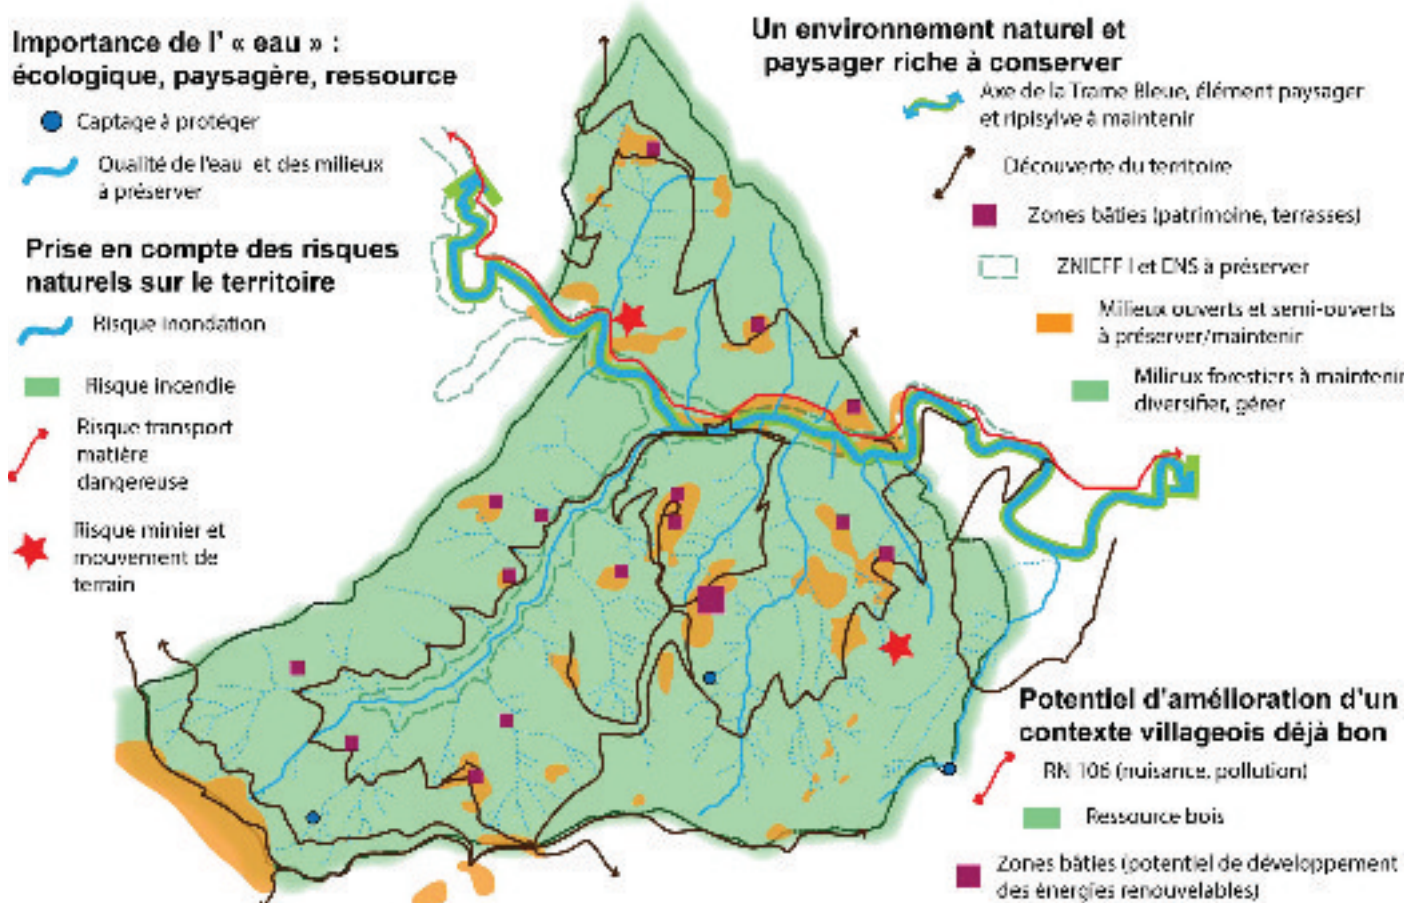 Importance de l' « eau » :
écologique, paysagère, ressource
Captage à protéger
Qualité de l'eau et des milieux
à préserver
Prise en compte des risques
naturels sur le territoire
Risque inondation
Risque incendie
Risque transport
matière
dangereuse
Risque minier et
mouvement de
terrain
Un environnement naturel et
paysager riche à conserver
Axe de la Trame Bleue, élément paysager
et ripisylve à maintenir
Découverte du territoire
Zones bâties (patrimoine, terrasses)
ZNIEFF I et ENS à préserver
Milieux ouverts et semi-ouverts
à préserver/maintenir
Milieux forestiers à maintenir
diversifier, gérer
Potentiel d'amélioration d'un
contexte villageois déjà bon
RN 106 (nuisance, pollution)
Ressource bois
Zones bâties (potentiel de développement
des énergies renouvelables)